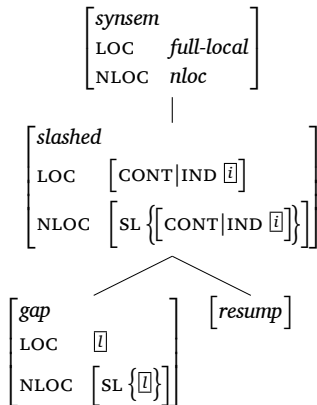 synsem
LOC full-local
NLOC nloc
slashed
LOC [CONT|IND i]
NLOC [SL {[CONT|IND i]}]
gap [resump]
LOC l
NLOC [SL {l}]